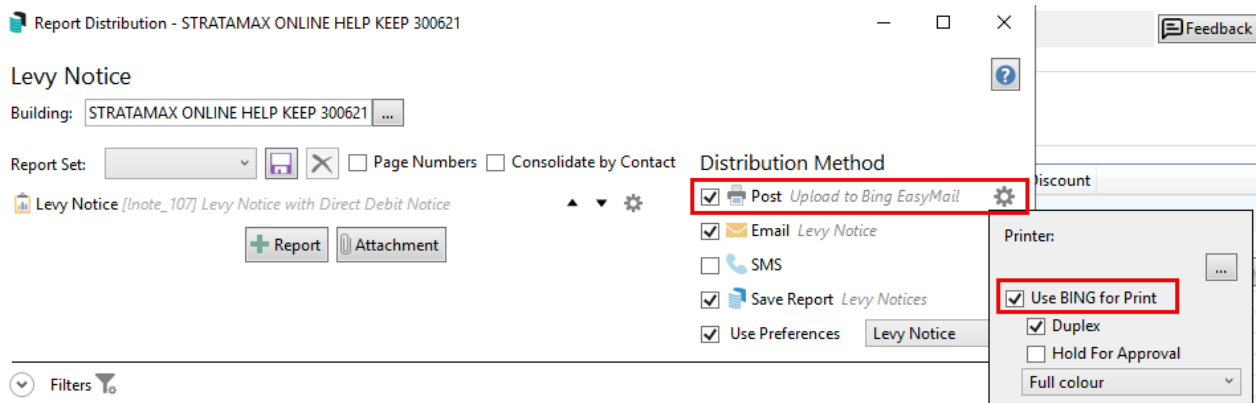 Report Distribution - STRATAMAX ONLINE HELP KEEP 300621
Feedback
Levy Notice
Building: STRATAMAX ONLINE HELP KEEP 300621 ...
Report Set: Page Numbers Consolidate by Contact
Levy Notice [lnote_107] Levy Notice with Direct Debit Notice
Report Attachment
Distribution Method
Post Upload to Bing EasyMail
Email Levy Notice
SMS
Save Report Levy Notices
Use Preferences Levy Notice
Printer:
...
Use BING for Print
Duplex
Hold For Approval
Full colour
Filters